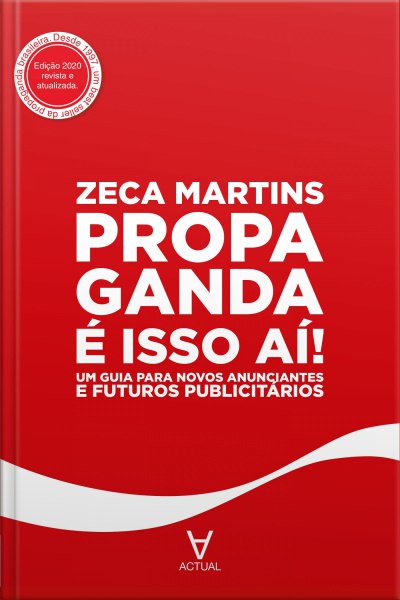 Desde 1997, um best seller da propaganda brasileira.
Edição 2020
revista e
atualizada.
ZECA MARTINS
PROPA
GANDA
É ISSO AÍ!
UM GUIA PARA NOVOS ANUNCIANTES
E FUTUROS PUBLICITÁRIOS
ACTUAL